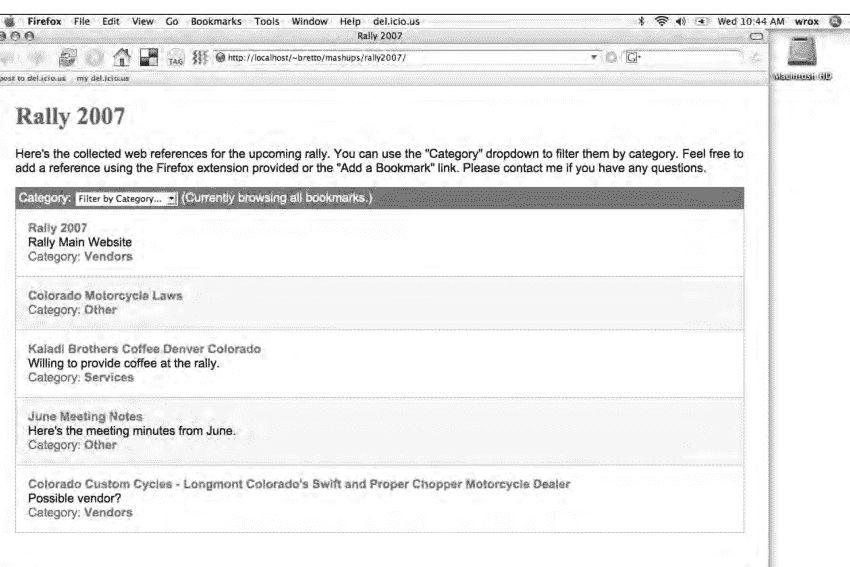 Firefox File Edit View Go Bookmarks Tools Window Help del.icio.us Wed 10:44 AM wrox
Rally 2007
TAG http://localhost/~bretto/mashups/rally2007/
post to del.icio.us my del.icio.us
Macintosh HD
Rally 2007
Here's the collected web references for the upcoming rally. You can use the "Category" dropdown to filter them by category. Feel free to
add a reference using the Firefox extension provided or the "Add a Bookmark" link. Please contact me if you have any questions.
Category: Filter by Category... (Currently browsing all bookmarks.)
Rally 2007
Rally Main Website
Category: Vendors
Colorado Motorcycle Laws
Category: Other
Kaladi Brothers Coffee Denver Colorado
Willing to provide coffee at the rally.
Category: Services
June Meeting Notes
Here's the meeting minutes from June.
Category: Other
Colorado Custom Cycles - Longmont Colorado's Swift and Proper Chopper Motorcycle Dealer
Possible vendor?
Category: Vendors